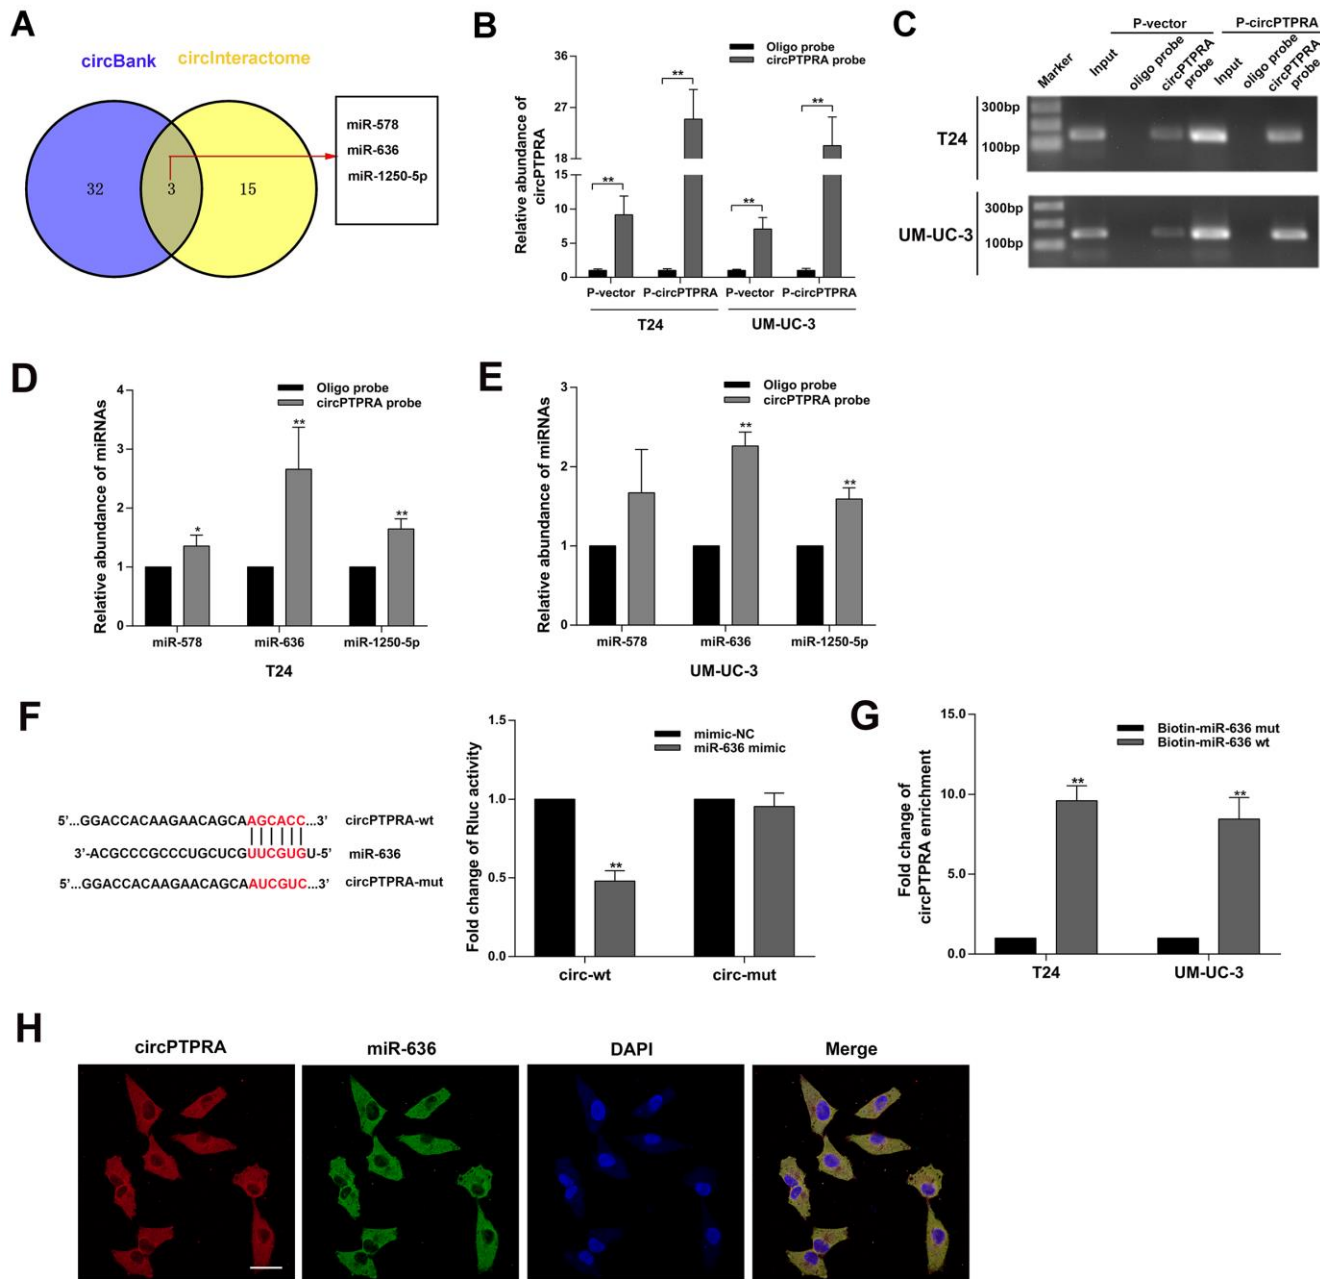 A
circBank
circInteractome
32
3
15
miR-578
miR-636
miR-1250-5p
B
Oligo probe
circPTPRA probe
Relative abundance of
circPTPRA
36
27
18
15
10
5
0
**
**
**
**
P-vector
P-circPTPRA
P-vector
P-circPTPRA
T24
UM-UC-3
C
P-vector
P-circPTPRA
Marker
Input
oligo probe
circPTPRA
probe
Input
oligo probe
circPTPRA
probe
T24
300bp
100bp
UM-UC-3
300bp
100bp
D
Oligo probe
circPTPRA probe
Relative abundance of miRNAs
4
3
2
1
0
*
**
**
miR-578
miR-636
miR-1250-5p
T24
E
Oligo probe
circPTPRA probe
Relative abundance of miRNAs
3
2
1
0
**
**
miR-578
miR-636
miR-1250-5p
UM-UC-3
F
5’...GGACCACAAGAACAGCAAGCACC...3’ circPTPRA-wt
3’-ACGCCCGCCCUGCUCGUUCGUGU-5’ miR-636
5’...GGACCACAAGAACAGCAAUCGUC...3’ circPTPRA-mut
mimic-NC
miR-636 mimic
Fold change of Rluc activity
1.5
1.0
0.5
0.0
**
circ-wt
circ-mut
G
Biotin-miR-636 mut
Biotin-miR-636 wt
Fold change of
circPTPRA enrichment
15.0
10.0
5.0
0.0
**
**
T24
UM-UC-3
H
circPTPRA
miR-636
DAPI
Merge